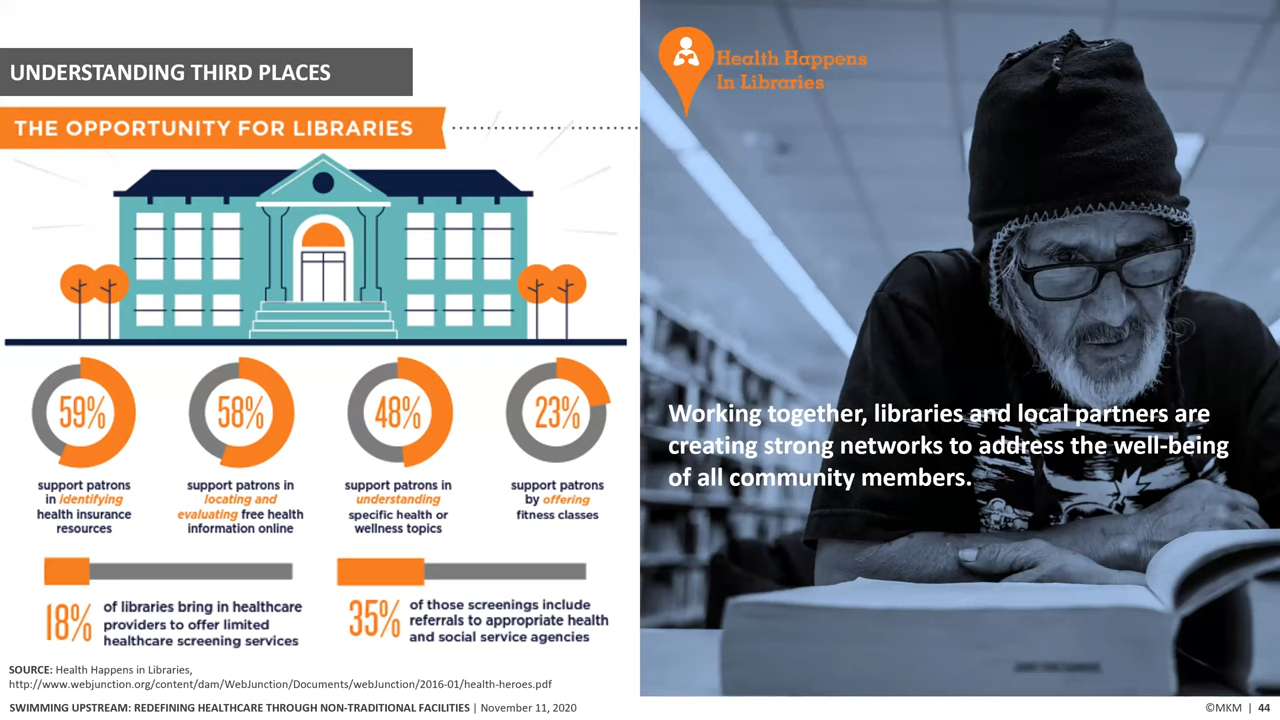 UNDERSTANDING THIRD PLACES
THE OPPORTUNITY FOR LIBRARIES
59%
support patrons
in identifying
health insurance
resources
58%
support patrons in
locating and
evaluating free health
information online
48%
support patrons in
understanding
specific health or
wellness topics
23%
support patrons
by offering
fitness classes
18%
of libraries bring in healthcare
providers to offer limited
healthcare screening services
35%
of those screenings include
referrals to appropriate health
and social service agencies
SOURCE: Health Happens in Libraries,
http://www.webjunction.org/content/dam/WebJunction/Documents/webJunction/2016-01/health-heroes.pdf
SWIMMING UPSTREAM: REDEFINING HEALTHCARE THROUGH NON-TRADITIONAL FACILITIES | November 11, 2020
Health Happens
In Libraries
Working together, libraries and local partners are
creating strong networks to address the well-being
of all community members.
©MKM | 44